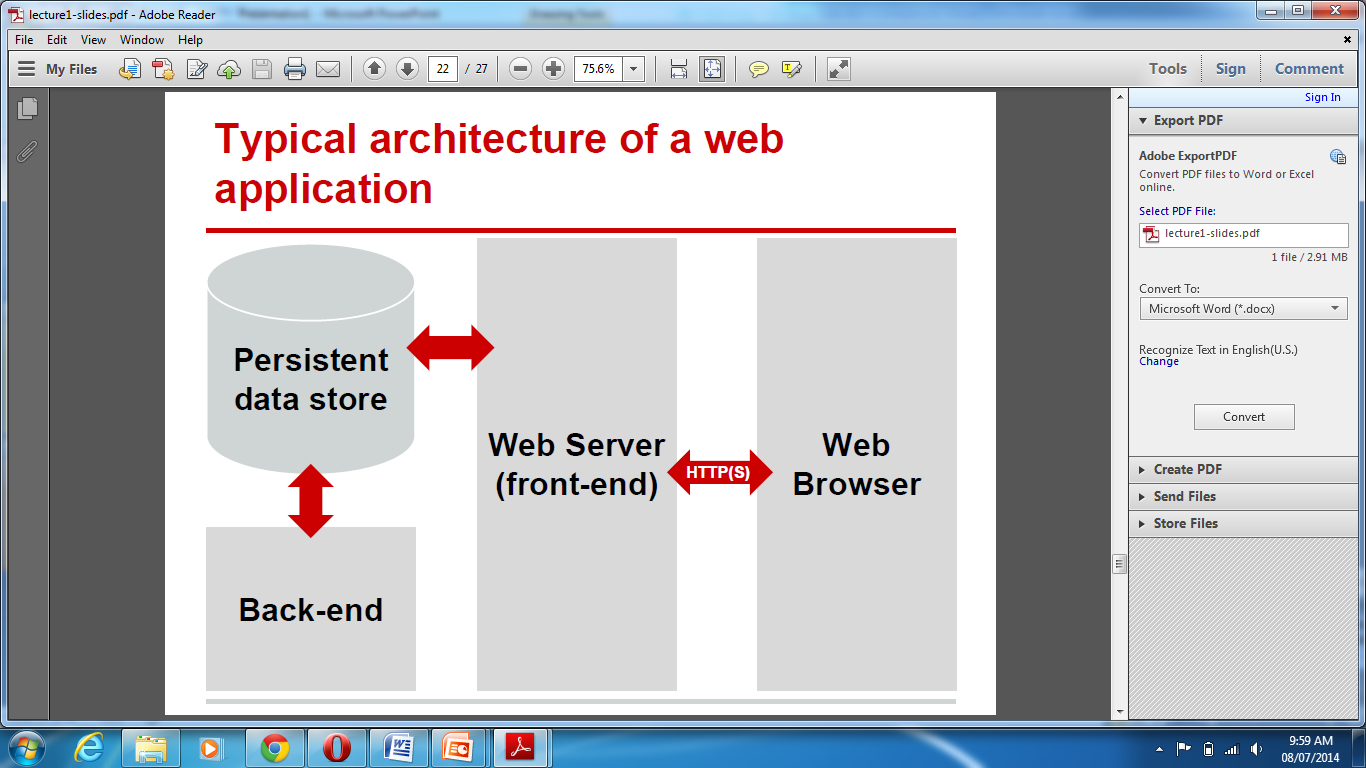 lecture1-slides.pdf - Adobe Reader
File Edit View Window Help
My Files 22 / 27 75.6% Tools Sign Comment
Sign In
Typical architecture of a web
application
Persistent
data store
Web Server
(front-end)
HTTP(S)
Web
Browser
Back-end
Export PDF
Adobe ExportPDF
Convert PDF files to Word or Excel
online.
Select PDF File:
lecture1-slides.pdf
1 file / 2.91 MB
Convert To:
Microsoft Word (*.docx)
Recognize Text in English(U.S.)
Change
Convert
Create PDF
Send Files
Store Files
9:59 AM
08/07/2014